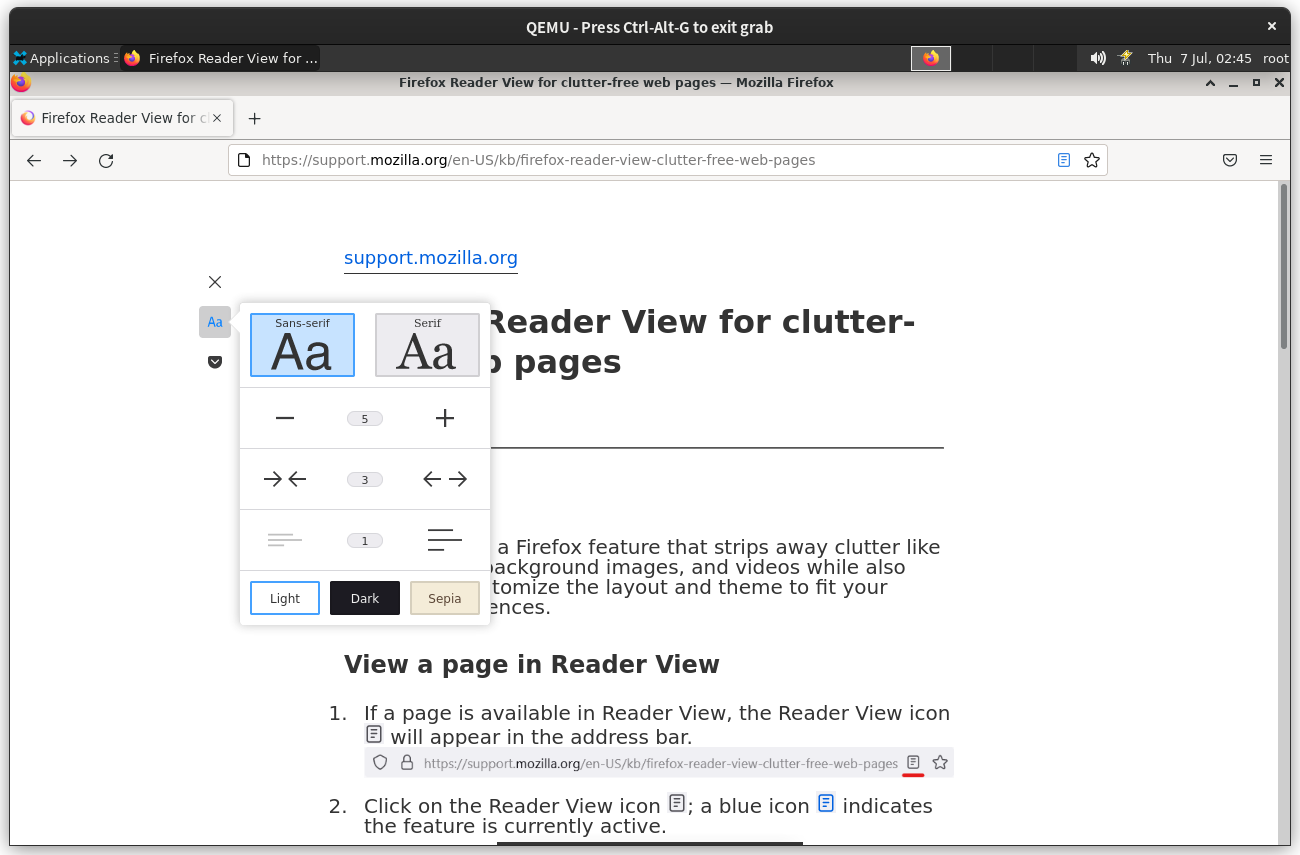 QEMU - Press Ctrl-Alt-G to exit grab
Applications
Firefox Reader View for ...
Thu 7 Jul, 02:45
root
Firefox Reader View for clutter-free web pages — Mozilla Firefox
Firefox Reader View for cl
https://support.mozilla.org/en-US/kb/firefox-reader-view-clutter-free-web-pages
support.mozilla.org
Aa
Sans-serif
Aa
Serif
Aa
Reader View for clutter-
pages
5
3
1
a Firefox feature that strips away clutter like
background images, and videos while also
tomize the layout and theme to fit your
ences.
Light
Dark
Sepia
View a page in Reader View
1. If a page is available in Reader View, the Reader View icon
will appear in the address bar.
https://support.mozilla.org/en-US/kb/firefox-reader-view-clutter-free-web-pages
2. Click on the Reader View icon ; a blue icon indicates
the feature is currently active.